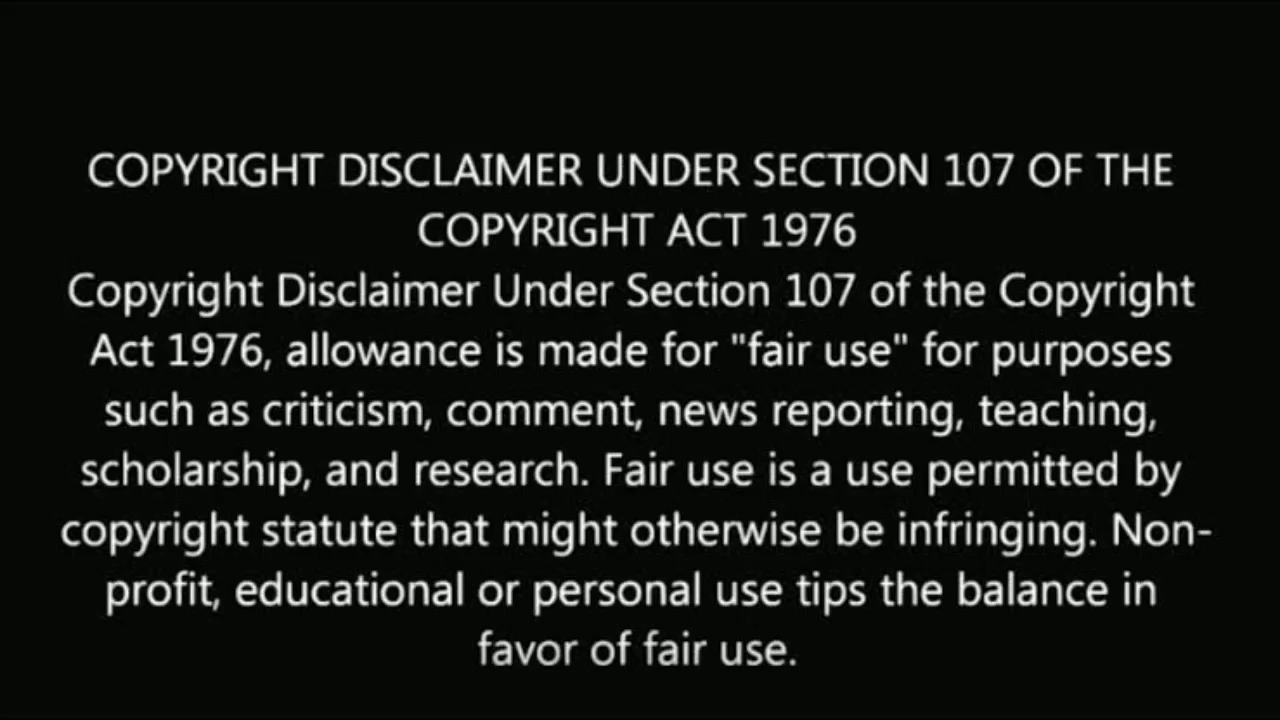 COPYRIGHT DISCLAIMER UNDER SECTION 107 OF THE
COPYRIGHT ACT 1976
Copyright Disclaimer Under Section 107 of the Copyright
Act 1976, allowance is made for "fair use" for purposes
such as criticism, comment, news reporting, teaching,
scholarship, and research. Fair use is a use permitted by
copyright statute that might otherwise be infringing. Non-
profit, educational or personal use tips the balance in
favor of fair use.